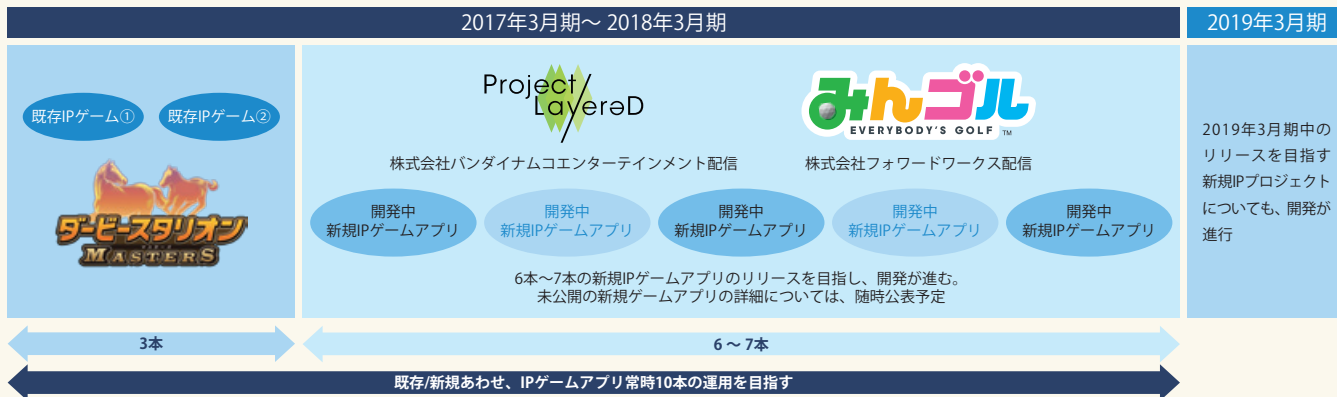 2017年3月期～2018年3月期
2019年3月期
既存IPゲーム①
既存IPゲーム②
ダービースタリオン
MASTERS
Project
LayereD
株式会社バンダイナムコエンターテインメント配信
みんゴル
EVERYBODY'S GOLF TM
株式会社フォワードワークス配信
開発中
新規IPゲームアプリ
開発中
新規IPゲームアプリ
開発中
新規IPゲームアプリ
開発中
新規IPゲームアプリ
開発中
新規IPゲームアプリ
6本～7本の新規IPゲームアプリのリリースを目指し、開発が進む。
未公開の新規ゲームアプリの詳細については、随時公表予定
2019年3月期中の
リリースを目指す
新規IPプロジェクト
についても、開発が
進行
3本
6～7本
既存/新規あわせ、IPゲームアプリ常時10本の運用を目指す